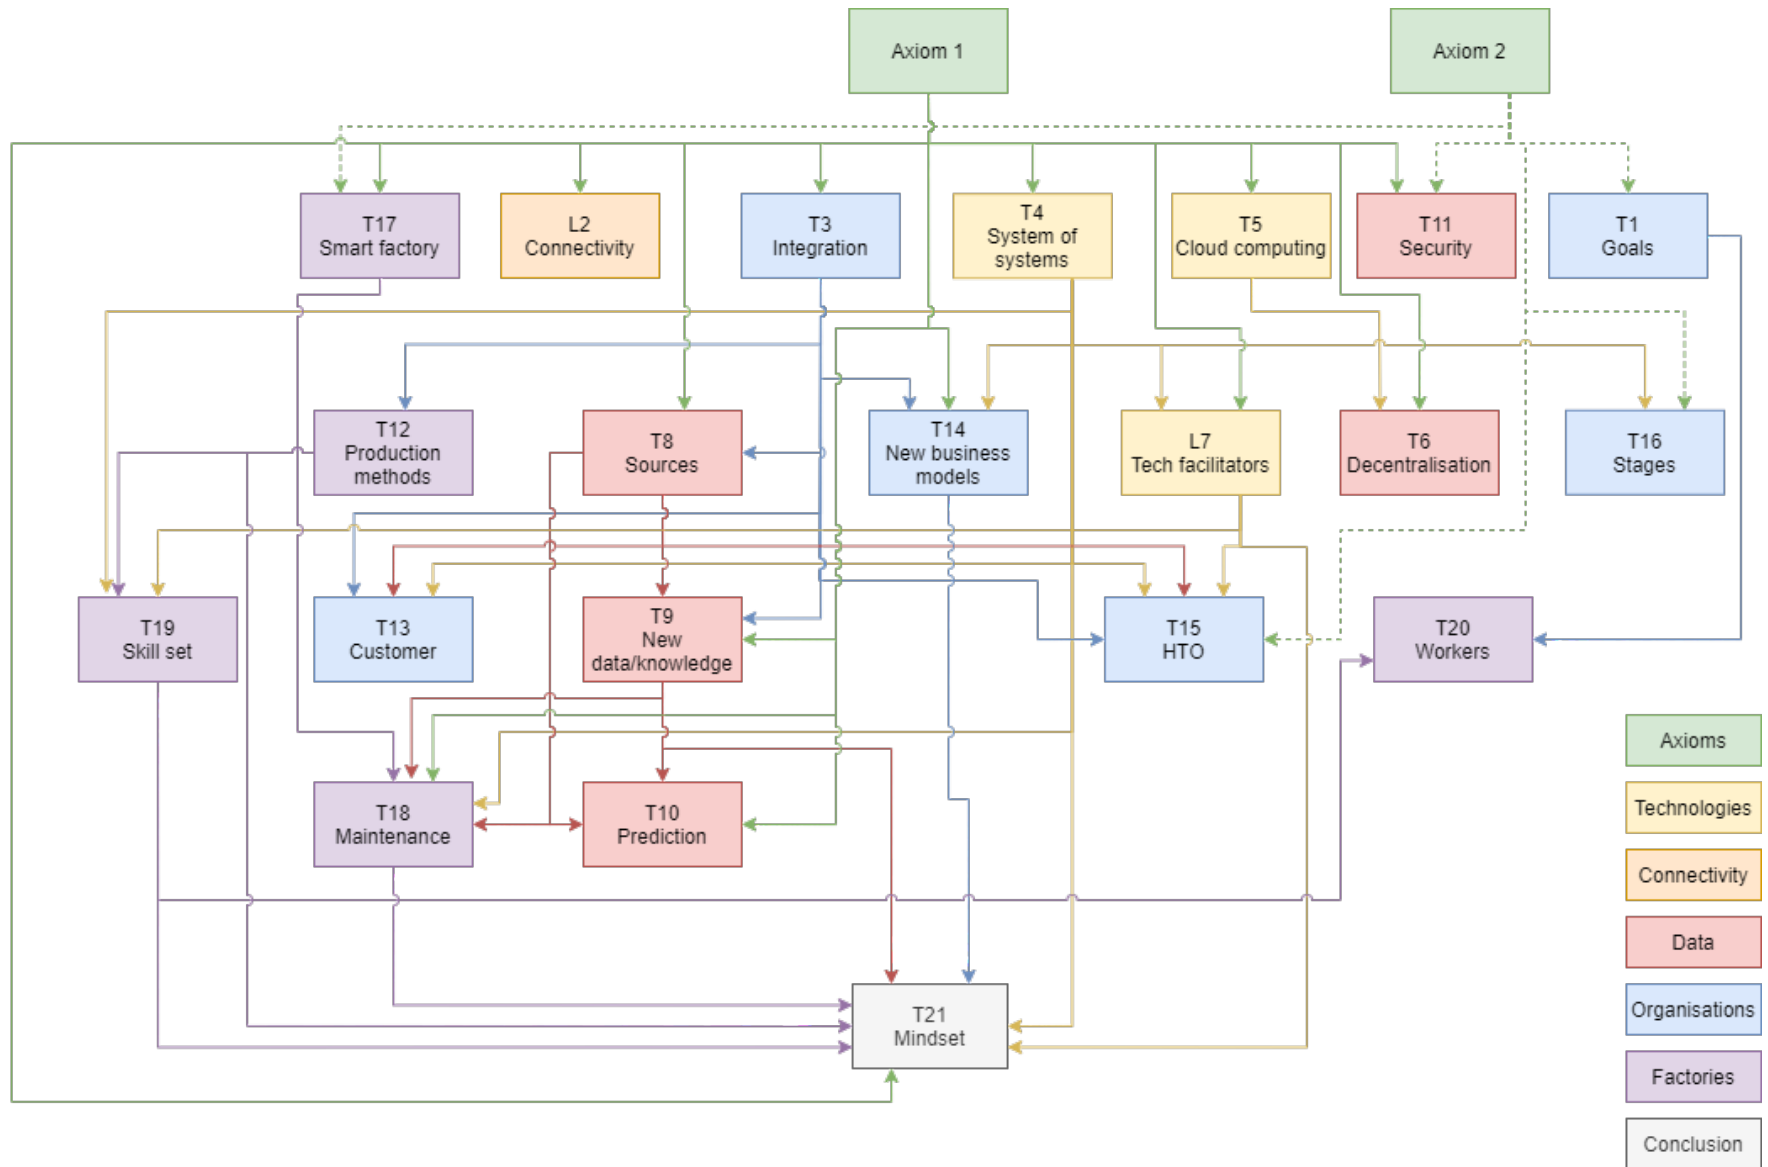 Axiom 1
Axiom 2
T17
Smart factory
L2
Connectivity
T3
Integration
T4
System of
systems
T5
Cloud computing
T11
Security
T1
Goals
T12
Production
methods
T8
Sources
T14
New business
models
L7
Tech facilitators
T6
Decentralisation
T16
Stages
T19
Skill set
T13
Customer
T9
New
data/knowledge
T15
HTO
T20
Workers
T18
Maintenance
T10
Prediction
T21
Mindset
Axioms
Technologies
Connectivity
Data
Organisations
Factories
Conclusion